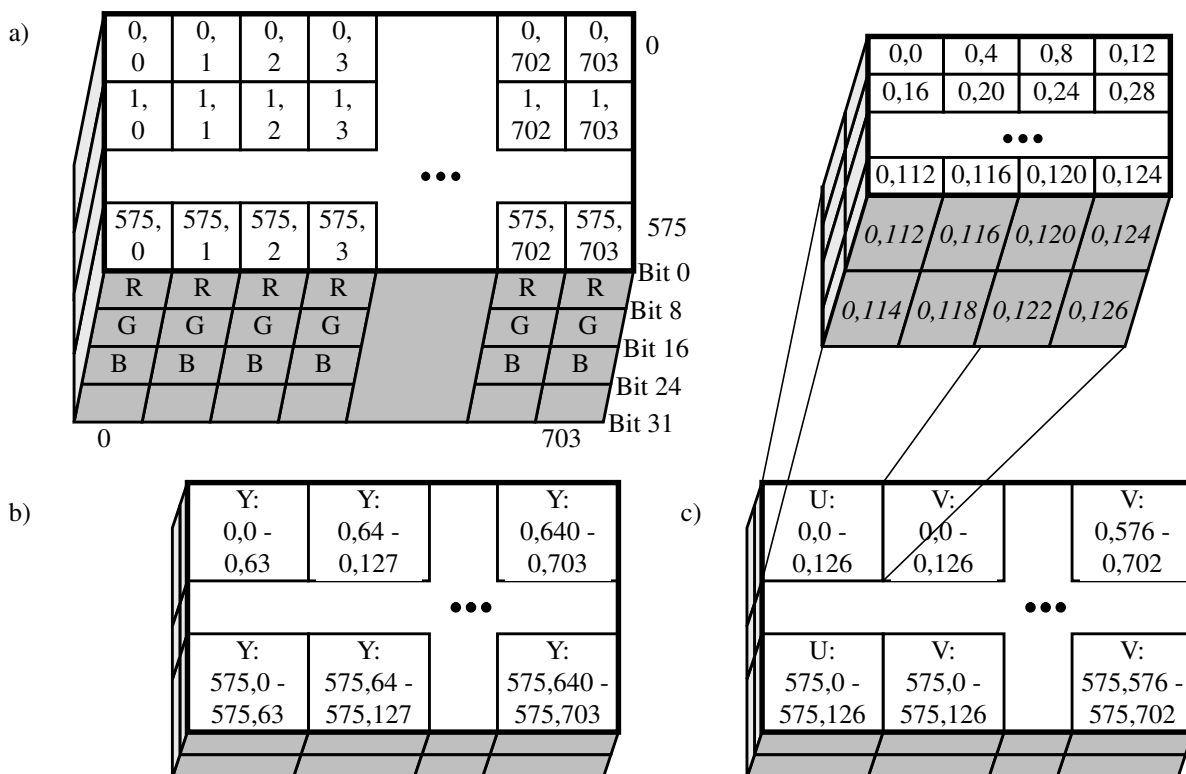 a)
0, 0, 0, 0, 0, 0,
0 1 2 3 702 703
0
1, 1, 1, 1, 1, 1,
0 1 2 3 702 703
•••
575, 575, 575, 575, 575, 575,
0 1 2 3 702 703
575
Bit 0
R R R R R R
Bit 8
G G G G G G
Bit 16
B B B B B B
Bit 24
Bit 31
0 703
0,0 0,4 0,8 0,12
0,16 0,20 0,24 0,28
•••
0,112 0,116 0,120 0,124
0,112 0,116 0,120 0,124
0,114 0,118 0,122 0,126
b)
Y: Y: Y:
0,0 - 0,64 - 0,640 -
0,63 0,127 0,703
•••
Y: Y: Y:
575,0 - 575,64 - 575,640 -
575,63 575,127 575,703
c)
U: V: V:
0,0 - 0,0 - 0,576 -
0,126 0,126 0,702
•••
U: V: V:
575,0 - 575,0 - 575,576 -
575,126 575,126 575,702